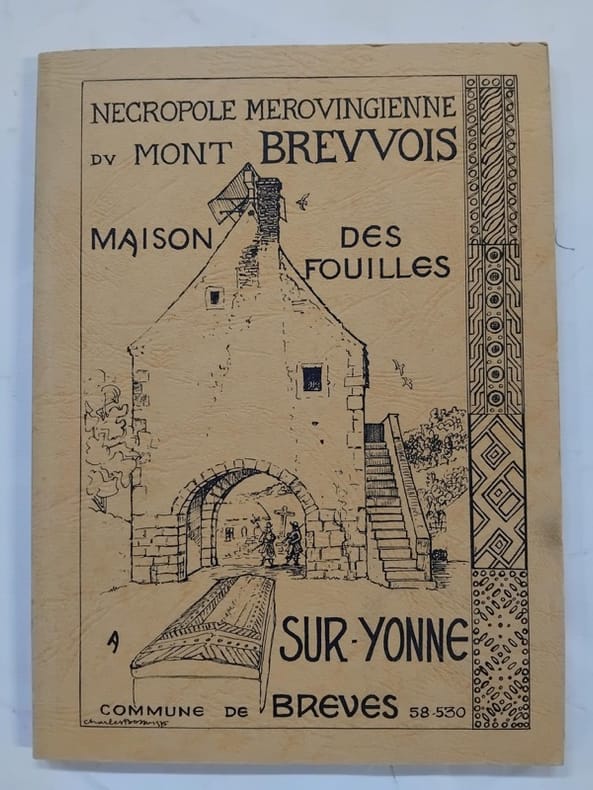 NECROPOLE MEROVINGIENNE
DV MONT BREVVOIS
MAISON DES
FOUILLES
A SUR-YONNE
COMMUNE DE BREVES 58-530